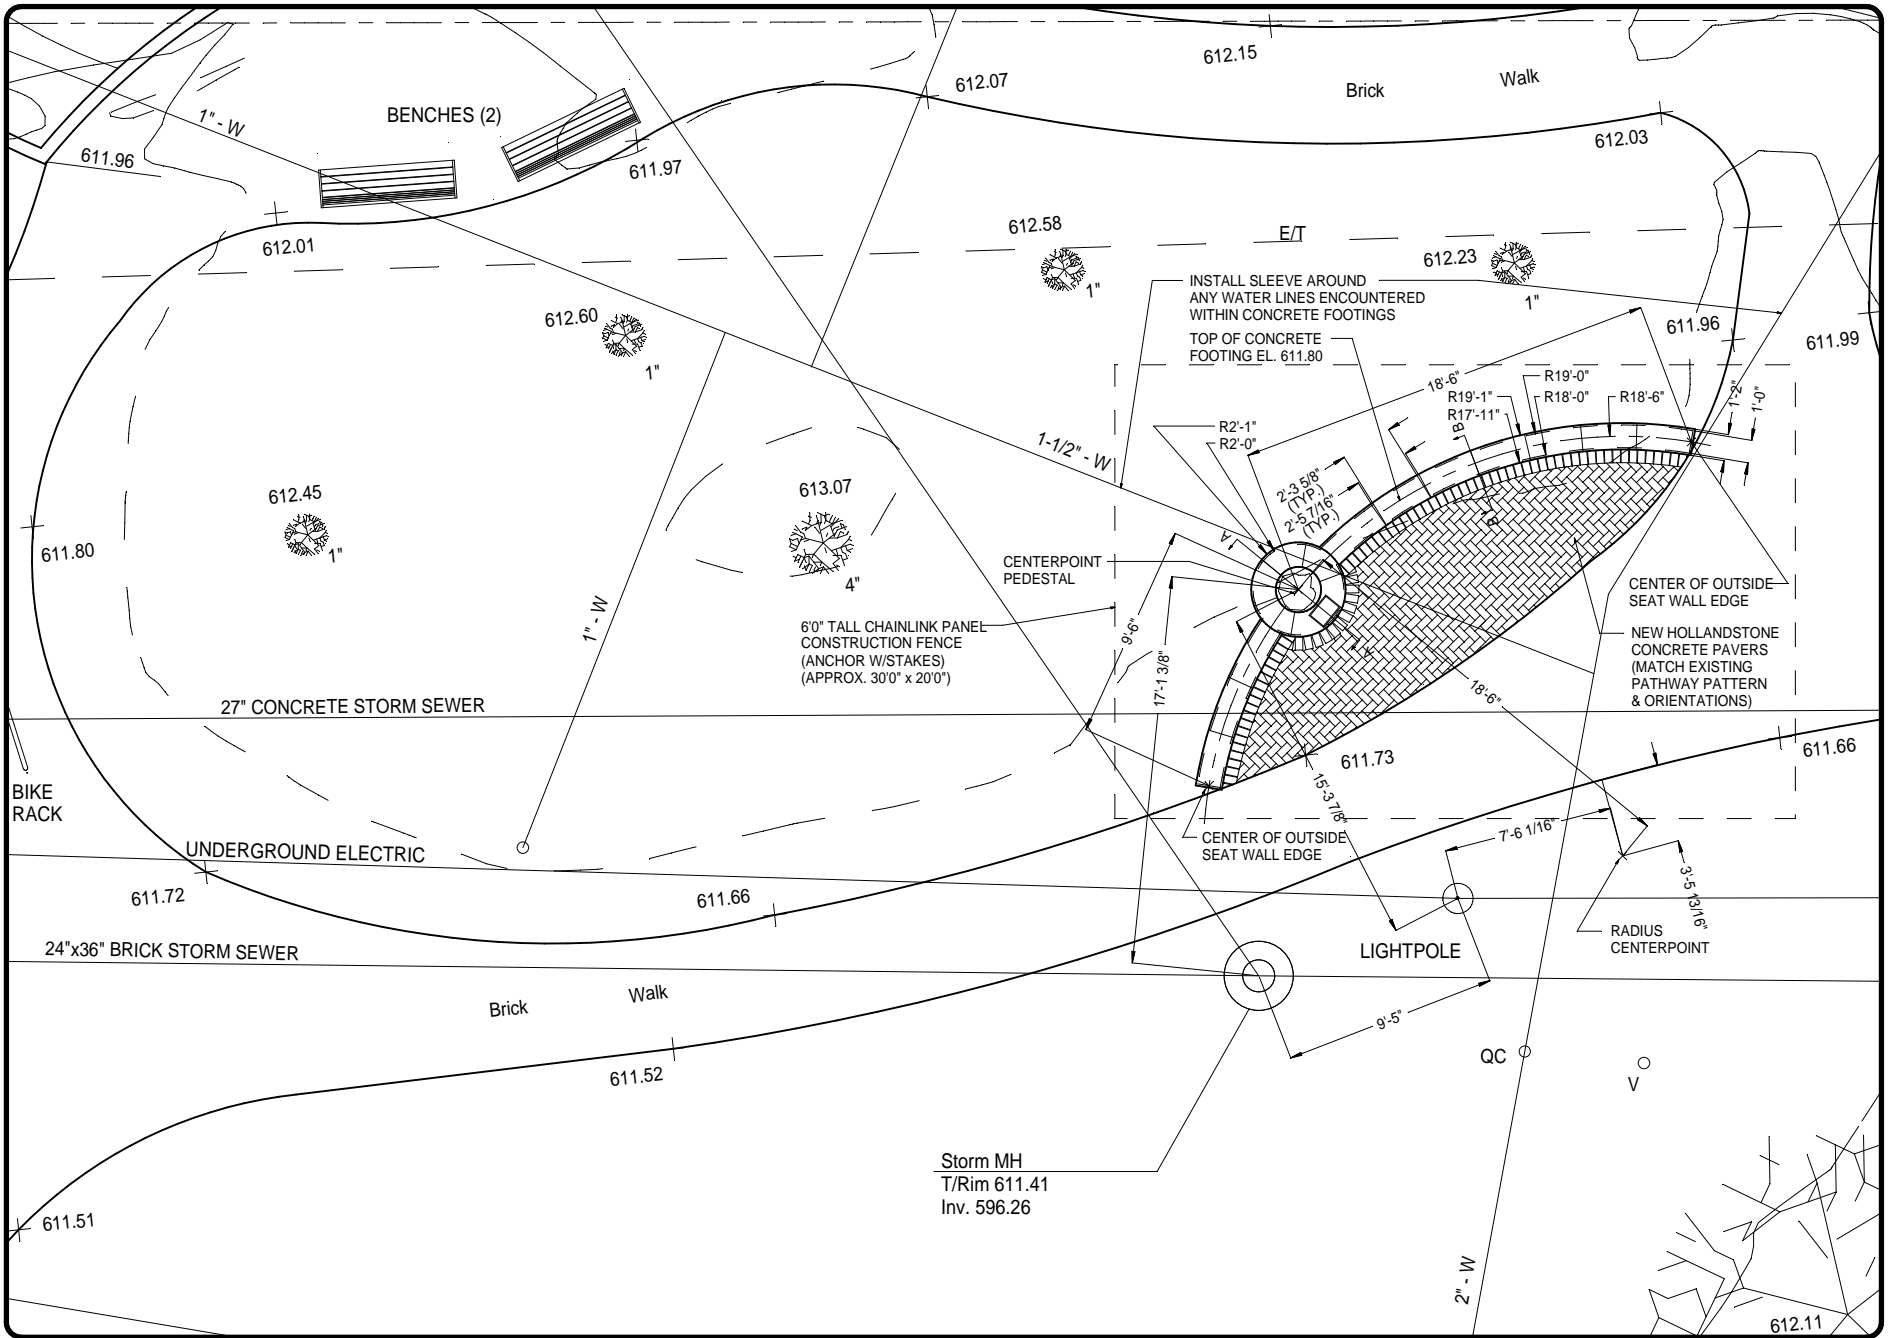 612.15
612.07
Brick
Walk
BENCHES (2)
1" - W
612.03
611.96
611.97
612.01
612.58
E/T
612.23
1"
1"
INSTALL SLEEVE AROUND
ANY WATER LINES ENCOUNTERED
WITHIN CONCRETE FOOTINGS
612.60
1"
611.96
611.99
TOP OF CONCRETE
FOOTING EL. 611.80
18'-6"
R19'-0"
R19'-1"
R18'-0"
R18'-6"
R17'-11"
1'-2"
1'-0"
B
R2'-1"
R2'-0"
1-1/2" - W
2'-3 5/8"
(TYP.)
2'-5 7/16"
(TYP.)
B
A
612.45
613.07
611.80
1"
4"
CENTERPOINT
PEDESTAL
CENTER OF OUTSIDE
SEAT WALL EDGE
1" - W
6'0" TALL CHAINLINK PANEL
CONSTRUCTION FENCE
(ANCHOR W/STAKES)
(APPROX. 30'0" x 20'0")
9'-6"
17'-1 3/8"
A
NEW HOLLANDSTONE
CONCRETE PAVERS
(MATCH EXISTING
PATHWAY PATTERN
& ORIENTATIONS)
18'-6"
27" CONCRETE STORM SEWER
611.73
611.66
BIKE
RACK
15'-3 7/8"
CENTER OF OUTSIDE
SEAT WALL EDGE
7'-6 1/16"
3'-5 13/16"
UNDERGROUND ELECTRIC
611.72
611.66
RADIUS
CENTERPOINT
24"x36" BRICK STORM SEWER
LIGHTPOLE
Brick
Walk
9'-5"
QC
V
611.52
Storm MH
T/Rim 611.41
Inv. 596.26
611.51
2" - W
612.11